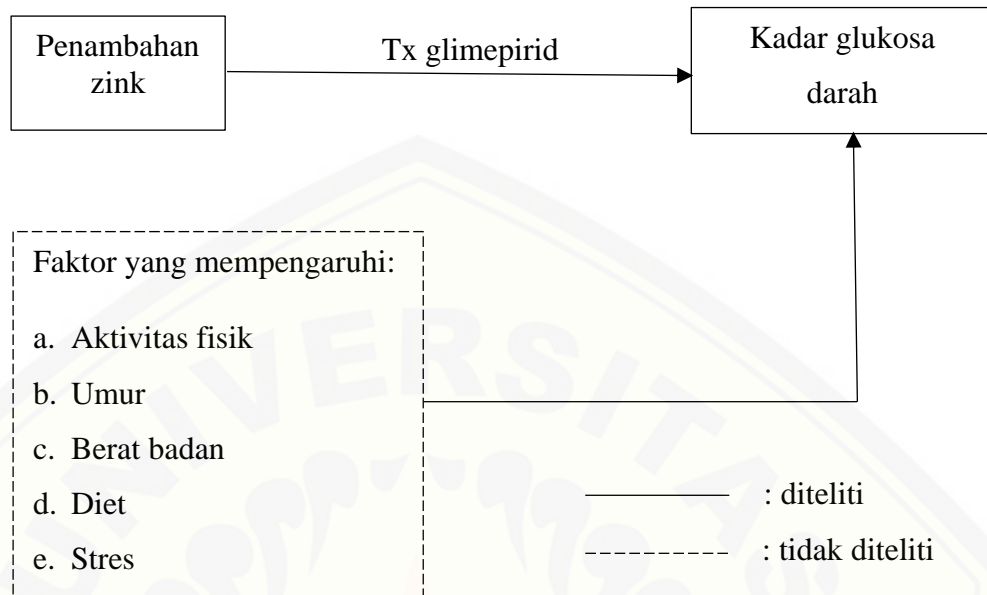 Penambahan
zink
Tx glimepirid
Kadar glukosa
darah
Faktor yang mempengaruhi:
a. Aktivitas fisik
b. Umur
c. Berat badan
d. Diet
e. Stres
: diteliti
: tidak diteliti
UNIVERSITAS